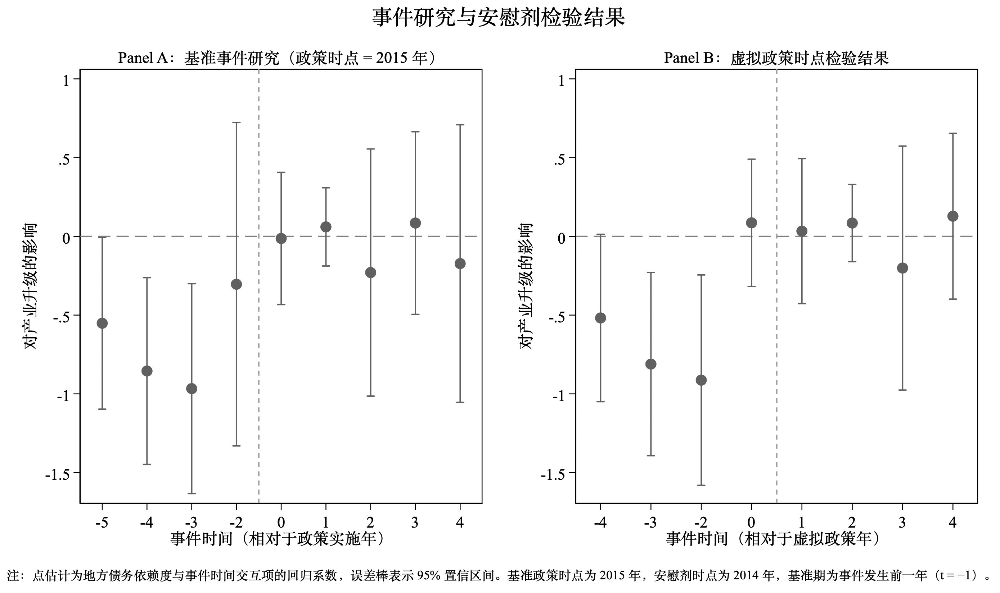 事件研究与安慰剂检验结果
Panel A：基准事件研究（政策时点 = 2015 年）
1
.5
0
-.5
-1
-1.5
对产业升级的影响
-5 -4 -3 -2 0 1 2 3 4
事件时间（相对于政策实施年）
Panel B：虚拟政策时点检验结果
1
.5
0
-.5
-1
-1.5
对产业升级的影响
-4 -3 -2 0 1 2 3 4
事件时间（相对于虚拟政策年）
注：点估计为地方债务依赖度与事件时间交互项的回归系数，误差棒表示 95% 置信区间。基准政策时点为 2015 年，安慰剂时点为 2014 年，基准期为事件发生前一年（t = −1）。